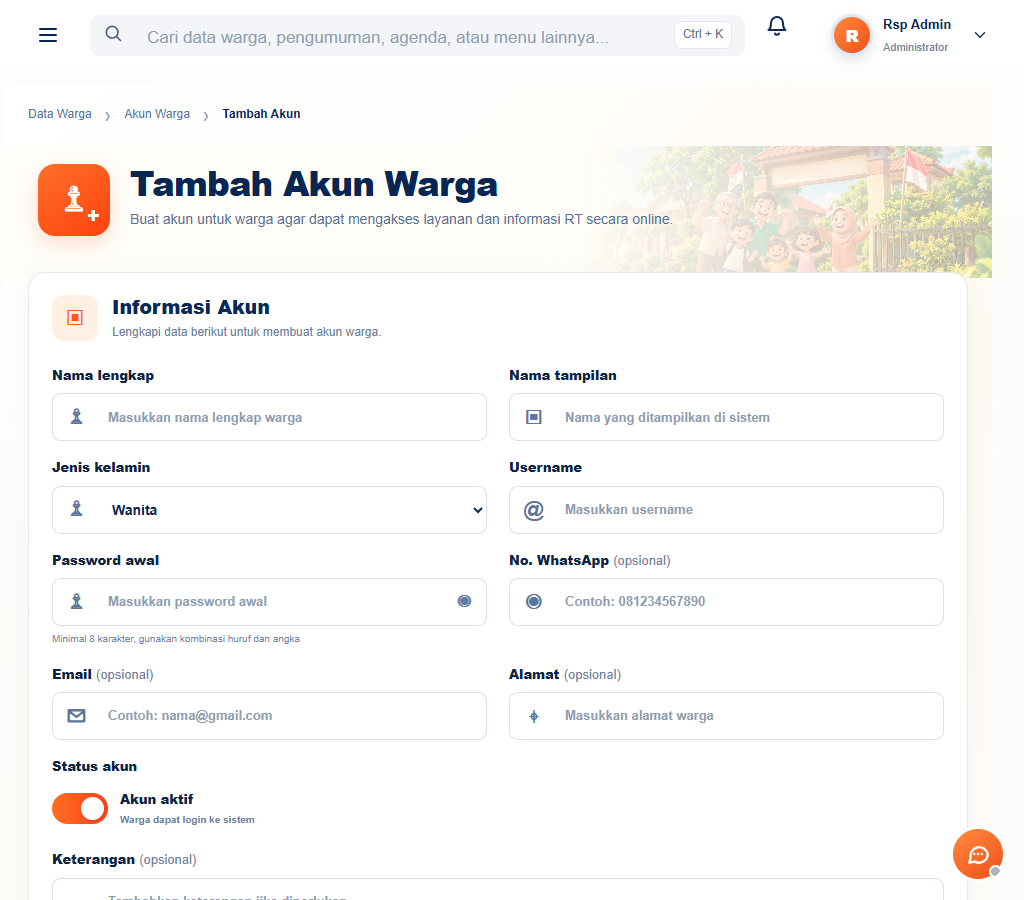 Cari data warga, pengumuman, agenda, atau menu lainnya...
Ctrl + K
R
Rsp Admin
Administrator
Data Warga › Akun Warga › Tambah Akun
Tambah Akun Warga
Buat akun untuk warga agar dapat mengakses layanan dan informasi RT secara online.
Informasi Akun
Lengkapi data berikut untuk membuat akun warga.
Nama lengkap
Masukkan nama lengkap warga
Nama tampilan
Nama yang ditampilkan di sistem
Jenis kelamin
Wanita
Username
@ Masukkan username
Password awal
Masukkan password awal
Minimal 8 karakter, gunakan kombinasi huruf dan angka
No. WhatsApp (opsional)
Contoh: 081234567890
Email (opsional)
Contoh: nama@gmail.com
Alamat (opsional)
Masukkan alamat warga
Status akun
Akun aktif
Warga dapat login ke sistem
Keterangan (opsional)
Tambahkan keterangan jika diperlukan